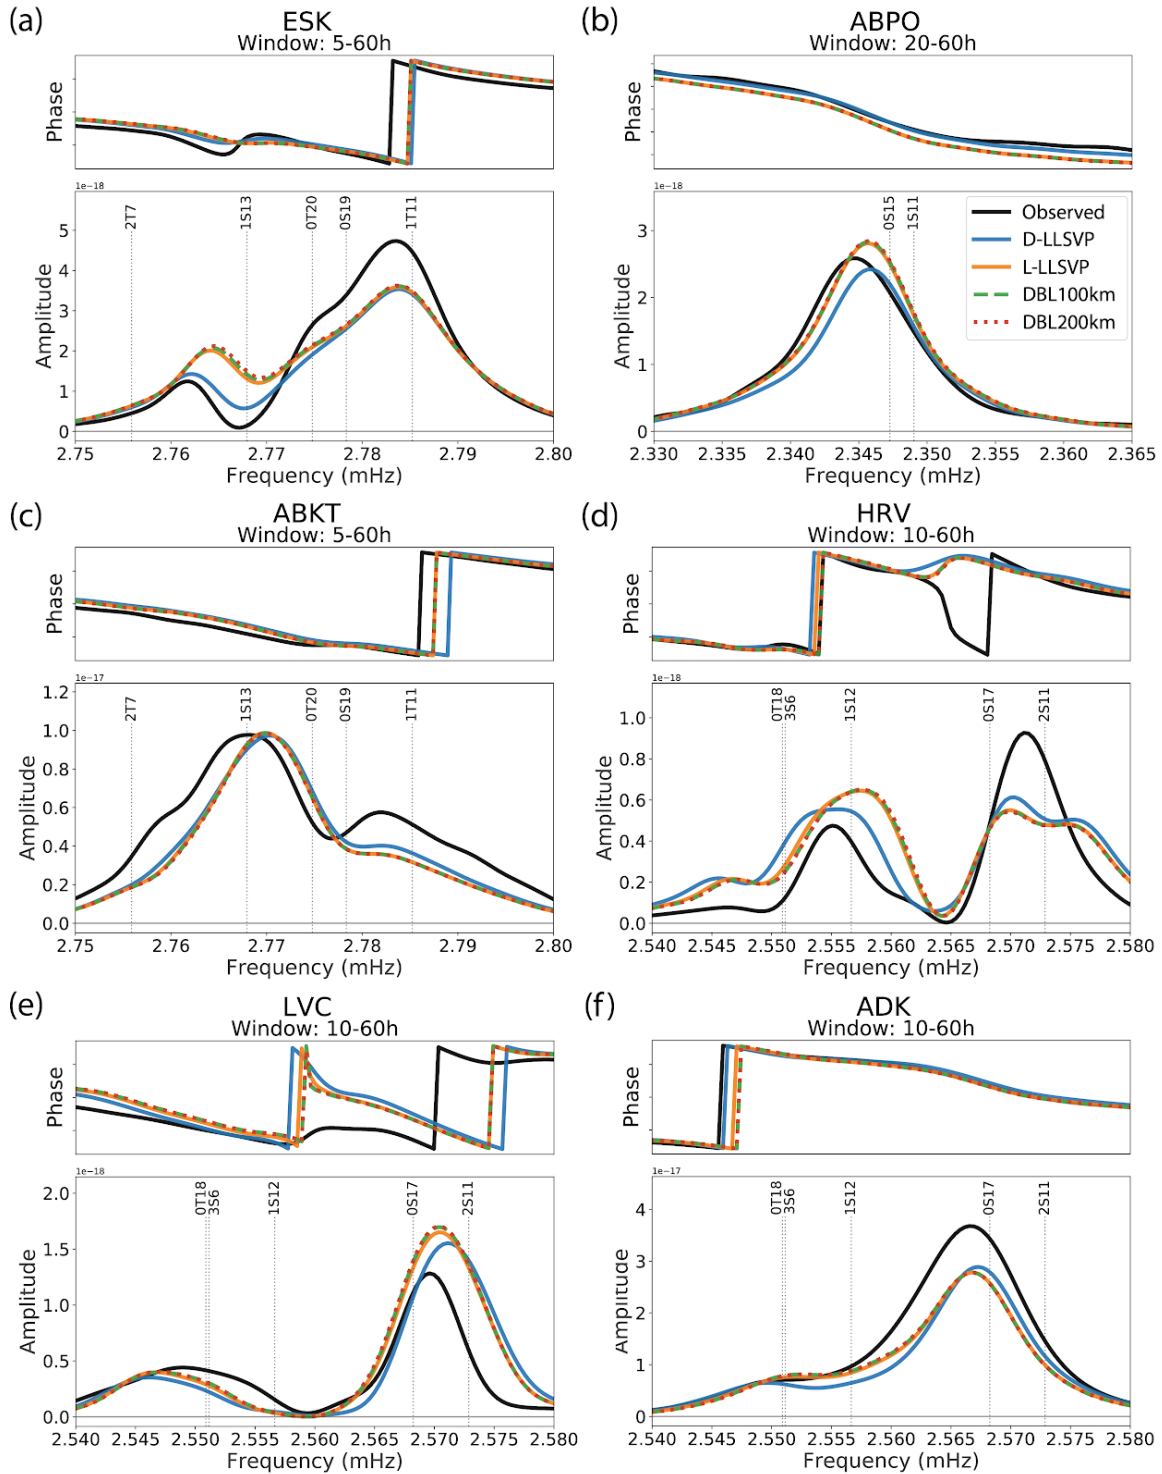 (a)
ESK
Window: 5-60h
Phase
1e−18
2T7
1S13
0T20
0S19
1T11
Amplitude
5
4
3
2
1
0
2.75 2.76 2.77 2.78 2.79 2.80
Frequency (mHz)
(b)
ABPO
Window: 20-60h
Phase
1e−18
0S15
1S11
Observed
D-LLSVP
L-LLSVP
DBL100km
DBL200km
Amplitude
3
2
1
0
2.330 2.335 2.340 2.345 2.350 2.355 2.360 2.365
Frequency (mHz)
(c)
ABKT
Window: 5-60h
Phase
1e−17
2T7
1S13
0T20
0S19
1T11
Amplitude
1.2
1.0
0.8
0.6
0.4
0.2
0.0
2.75 2.76 2.77 2.78 2.79 2.80
Frequency (mHz)
(d)
HRV
Window: 10-60h
Phase
1e−18
0T18
3S6
1S12
0S17
2S11
Amplitude
1.0
0.8
0.6
0.4
0.2
0.0
2.540 2.545 2.550 2.555 2.560 2.565 2.570 2.575 2.580
Frequency (mHz)
(e)
LVC
Window: 10-60h
Phase
1e−18
0T18
3S6
1S12
0S17
2S11
Amplitude
2.0
1.5
1.0
0.5
0.0
2.540 2.545 2.550 2.555 2.560 2.565 2.570 2.575 2.580
Frequency (mHz)
(f)
ADK
Window: 10-60h
Phase
1e−17
0T18
3S6
1S12
0S17
2S11
Amplitude
4
3
2
1
0
2.540 2.545 2.550 2.555 2.560 2.565 2.570 2.575 2.580
Frequency (mHz)